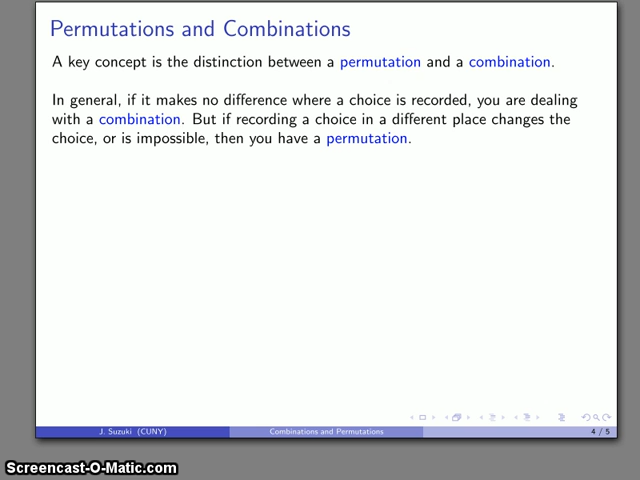 Permutations and Combinations
A key concept is the distinction between a permutation and a combination.
In general, if it makes no difference where a choice is recorded, you are dealing
with a combination. But if recording a choice in a different place changes the
choice, or is impossible, then you have a permutation.
J. Suzuki (CUNY)
Combinations and Permutations
4 / 5
Screencast-O-Matic.com